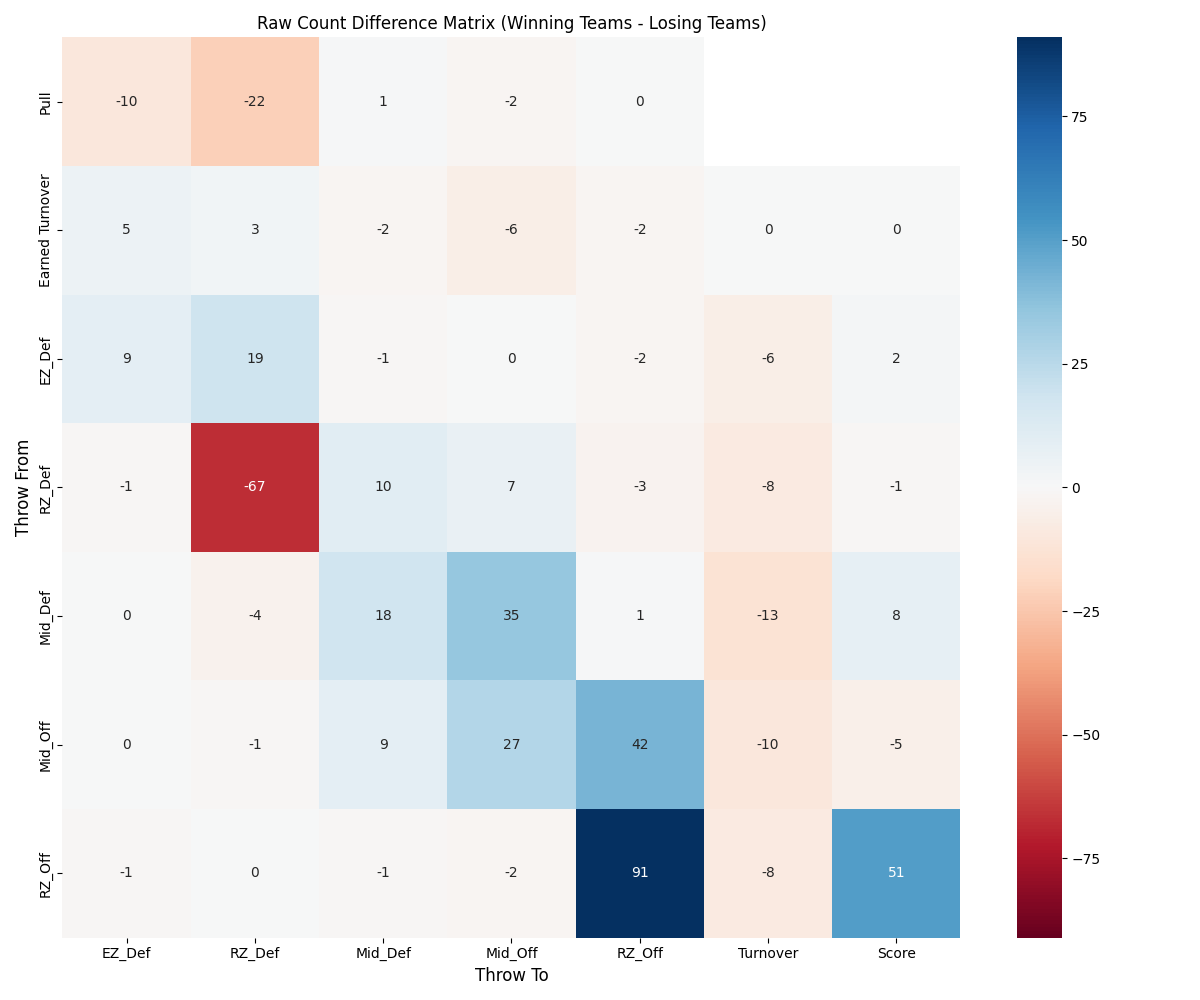 Raw Count Difference Matrix (Winning Teams - Losing Teams)
Throw From
Pull
-10 -22 1 -2 0
Earned Turnover
5 3 -2 -6 -2 0 0
EZ_Def
9 19 -1 0 -2 -6 2
RZ_Def
-1 -67 10 7 -3 -8 -1
Mid_Def
0 -4 18 35 1 -13 8
Mid_Off
0 -1 9 27 42 -10 -5
RZ_Off
-1 0 -1 -2 91 -8 51
EZ_Def RZ_Def Mid_Def Mid_Off RZ_Off Turnover Score
Throw To
75
50
25
0
−25
−50
−75